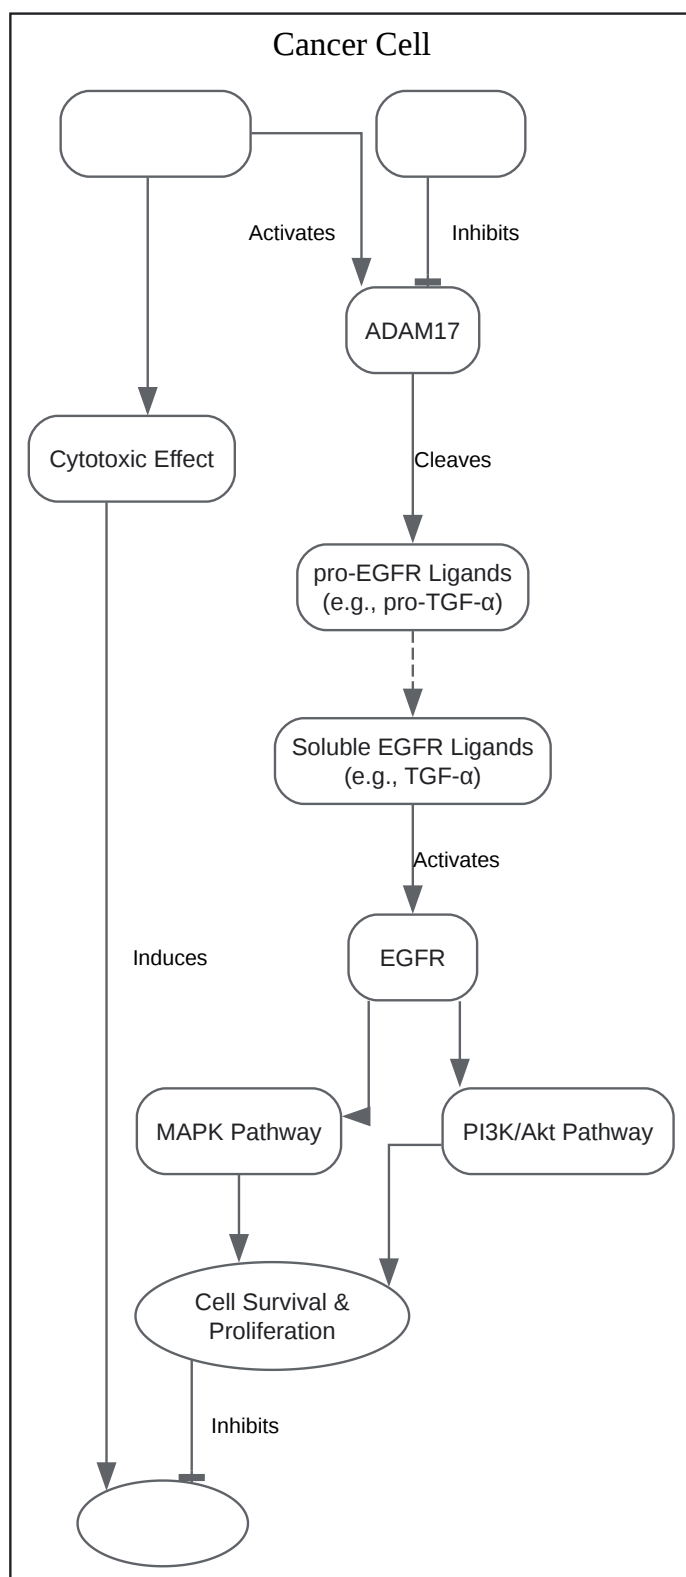 Cancer Cell
Activates
Inhibits
ADAM17
Cytotoxic Effect
Cleaves
pro-EGFR Ligands
(e.g., pro-TGF-α)
Soluble EGFR Ligands
(e.g., TGF-α)
Activates
Induces
EGFR
MAPK Pathway
PI3K/Akt Pathway
Cell Survival &
Proliferation
Inhibits